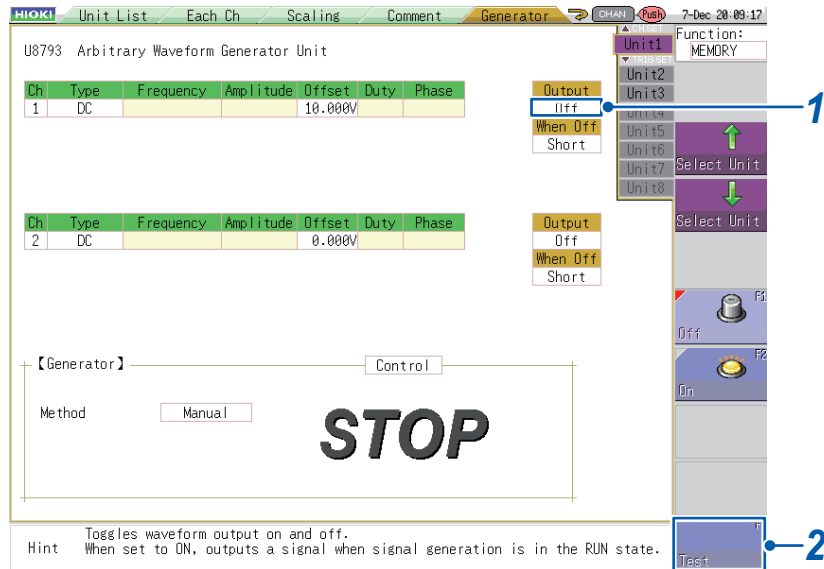 HIOKI Unit List Each Ch Scaling Comment Generator CHAN Push 7-Dec 20:09:17
▲ CH.SET
Function:
MEMORY
U8793 Arbitrary Waveform Generator Unit
Unit1
▼ TRIG.SET
Unit2
Unit3
Unit4
Unit5
Unit6
Unit7
Unit8
Ch Type Frequency Amplitude Offset Duty Phase Output
1 DC 10.000V Off
1
When Off
Short
Select Unit
Select Unit
Ch Type Frequency Amplitude Offset Duty Phase Output
2 DC 0.000V Off
When Off
Short
F1
Off
F2
On
【Generator】 Control
Method Manual
STOP
Hint Toggles waveform output on and off.
When set to ON, outputs a signal when signal generation is in the RUN state.
Test
2